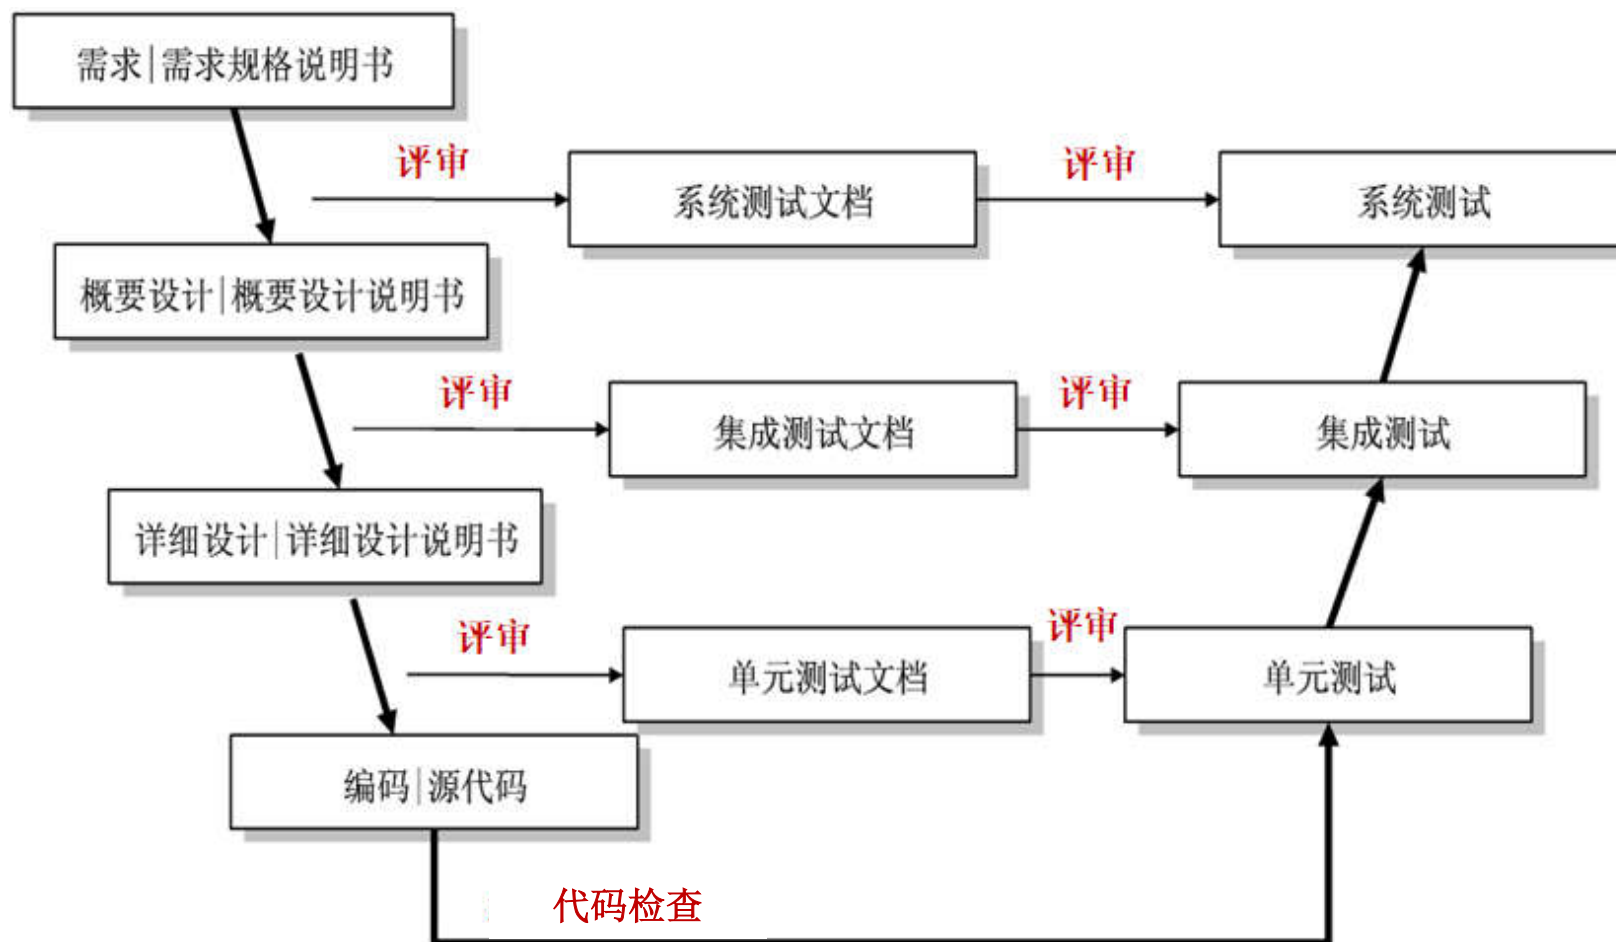 需求|需求规格说明书
评审
评审
系统测试文档
系统测试
概要设计|概要设计说明书
评审
评审
集成测试文档
集成测试
详细设计|详细设计说明书
评审
评审
单元测试文档
单元测试
编码|源代码
代码检查